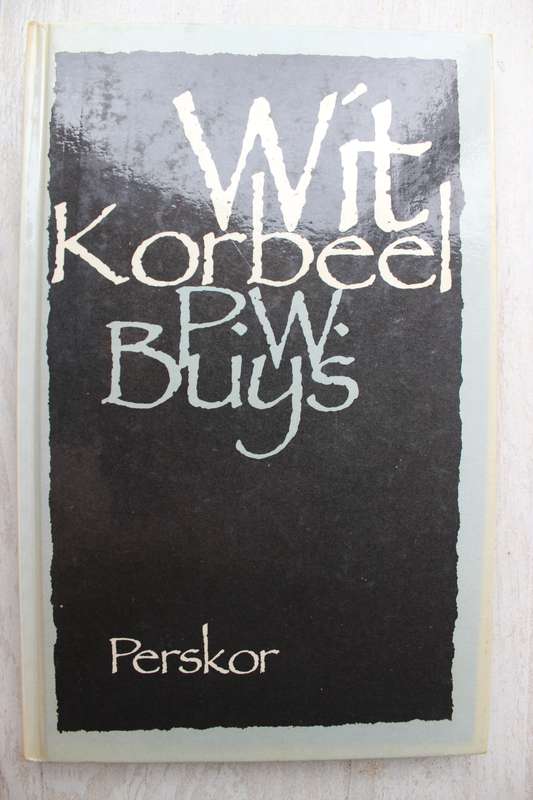 Wit
Korbeel
P.W.
Buys
Perskor